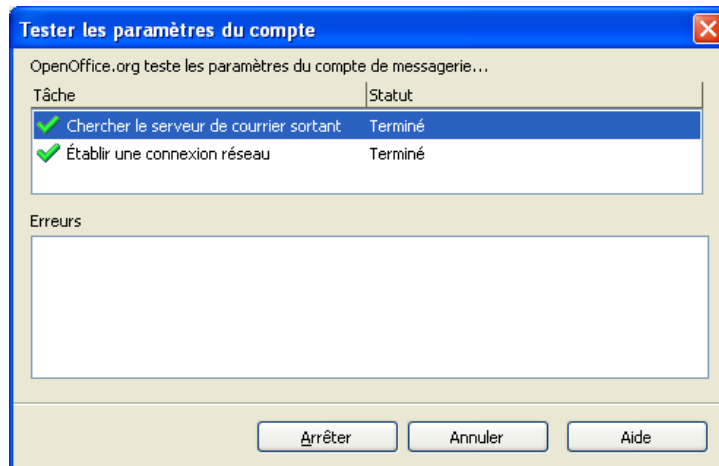 Tester les paramètres du compte
OpenOffice.org teste les paramètres du compte de messagerie...
Tâche Statut
Chercher le serveur de courrier sortant Terminé
Établir une connexion réseau Terminé
Erreurs
Arrêter Annuler Aide